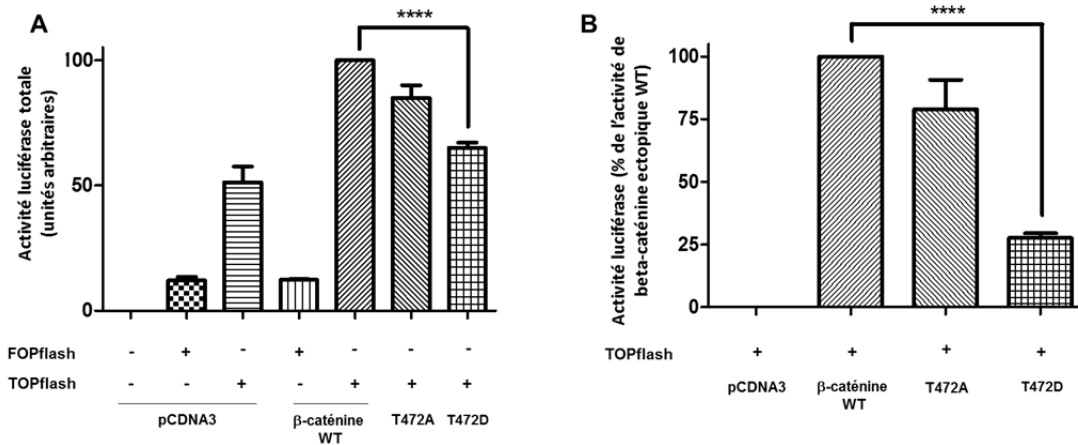 A
Activité luciférase totale
(unités arbitraires)
100
50
0
****
FOPflash - + - + - - -
TOPflash - - + - + + +
pCDNA3
β-caténine
WT
T472A
T472D
B
Activité luciférase (% de l'activité de
beta-caténine ectopique WT)
100
75
50
25
0
****
TOPflash + + + +
pCDNA3
β-caténine
WT
T472A
T472D